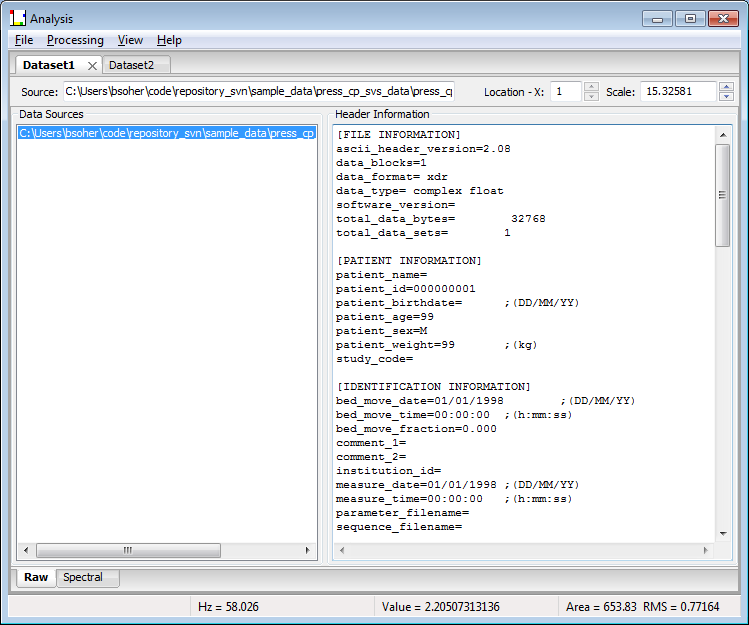 Analysis
File Processing View Help
Dataset1 Dataset2
Source: C:\Users\bsoher\code\repository_svn\sample_data\press_cp_svs_data\press_q Location - X: 1 Scale: 15.32581
Data Sources
C:\Users\bsoher\code\repository_svn\sample_data\press_cp
Header Information
[FILE INFORMATION]
ascii_header_version=2.08
data_blocks=1
data_format= xdr
data_type= complex float
software_version=
total_data_bytes= 32768
total_data_sets= 1
[PATIENT INFORMATION]
patient_name=
patient_id=000000001
patient_birthdate= ;(DD/MM/YY)
patient_age=99
patient_sex=M
patient_weight=99 ;(kg)
study_code=
[IDENTIFICATION INFORMATION]
bed_move_date=01/01/1998 ;(DD/MM/YY)
bed_move_time=00:00:00 ;(h:mm:ss)
bed_move_fraction=0.000
comment_1=
comment_2=
institution_id=
measure_date=01/01/1998 ;(DD/MM/YY)
measure_time=00:00:00 ;(h:mm:ss)
parameter_filename=
sequence_filename=
Raw Spectral
Hz = 58.026 Value = 2.20507313136 Area = 653.83 RMS = 0.77164